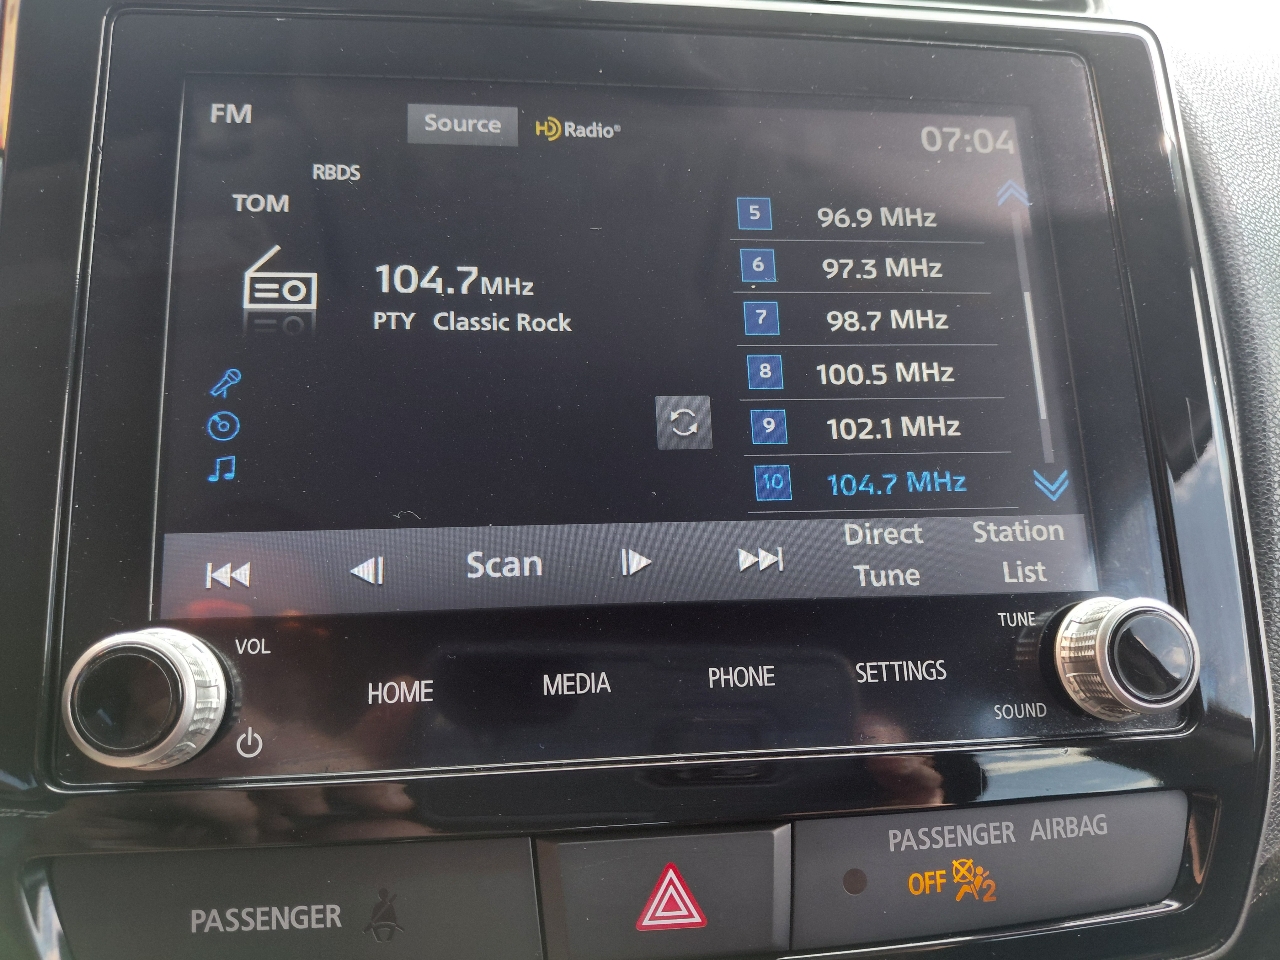 FM
Source
HD Radio®
07:04
RBDS
TOM
104.7MHz
PTY Classic Rock
5 96.9 MHz
6 97.3 MHz
7 98.7 MHz
8 100.5 MHz
9 102.1 MHz
10 104.7 MHz
Scan
Direct
Tune
Station
List
VOL
HOME
MEDIA
PHONE
SETTINGS
TUNE
SOUND
PASSENGER
PASSENGER AIRBAG
OFF 2